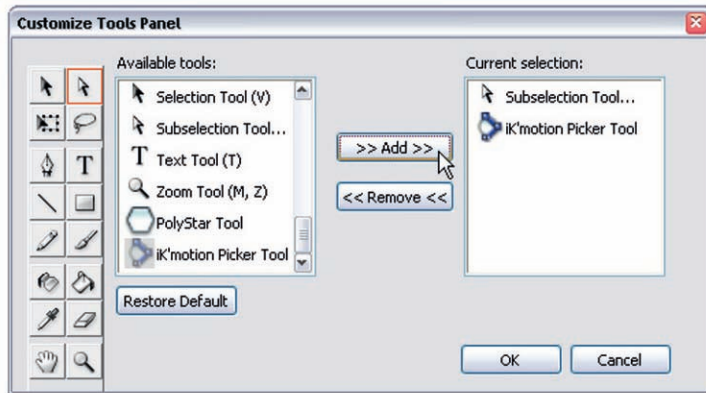 Customize Tools Panel
Available tools:
Selection Tool (V)
Subselection Tool...
T Text Tool (T)
Zoom Tool (M, Z)
PolyStar Tool
iK'motion Picker Tool
Restore Default
>> Add >>
<< Remove <<
Current selection:
Subselection Tool...
iK'motion Picker Tool
OK
Cancel